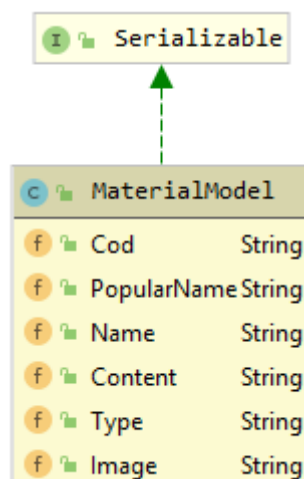 I Serializable
C MaterialModel
f Cod String
f PopularName String
f Name String
f Content String
f Type String
f Image String